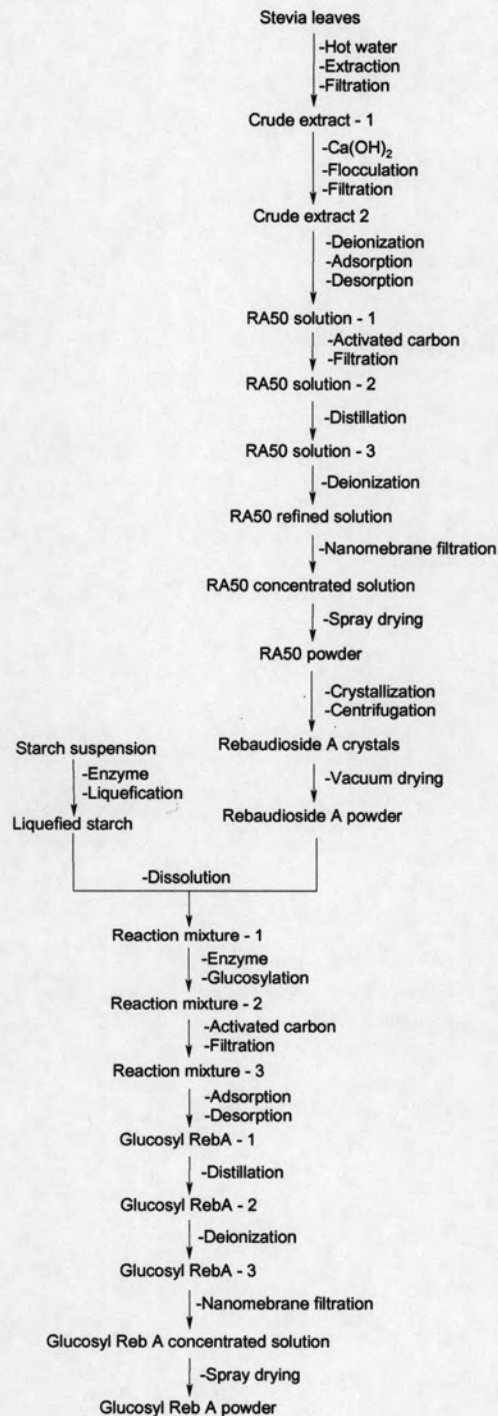 Stevia leaves
-Hot water
-Extraction
-Filtration
Crude extract - 1
-Ca(OH)₂
-Flocculation
-Filtration
Crude extract 2
-Deionization
-Adsorption
-Desorption
RA50 solution - 1
-Activated carbon
-Filtration
RA50 solution - 2
-Distillation
RA50 solution - 3
-Deionization
RA50 refined solution
-Nanomebrane filtration
RA50 concentrated solution
-Spray drying
RA50 powder
-Crystallization
-Centrifugation
Rebaudioside A crystals
-Vacuum drying
Rebaudioside A powder
Starch suspension
-Enzyme
-Liquefication
Liquefied starch
-Dissolution
Reaction mixture - 1
-Enzyme
-Glucosylation
Reaction mixture - 2
-Activated carbon
-Filtration
Reaction mixture - 3
-Adsorption
-Desorption
Glucosyl RebA - 1
-Distillation
Glucosyl RebA - 2
-Deionization
Glucosyl RebA - 3
-Nanomebrane filtration
Glucosyl Reb A concentrated solution
-Spray drying
Glucosyl Reb A powder